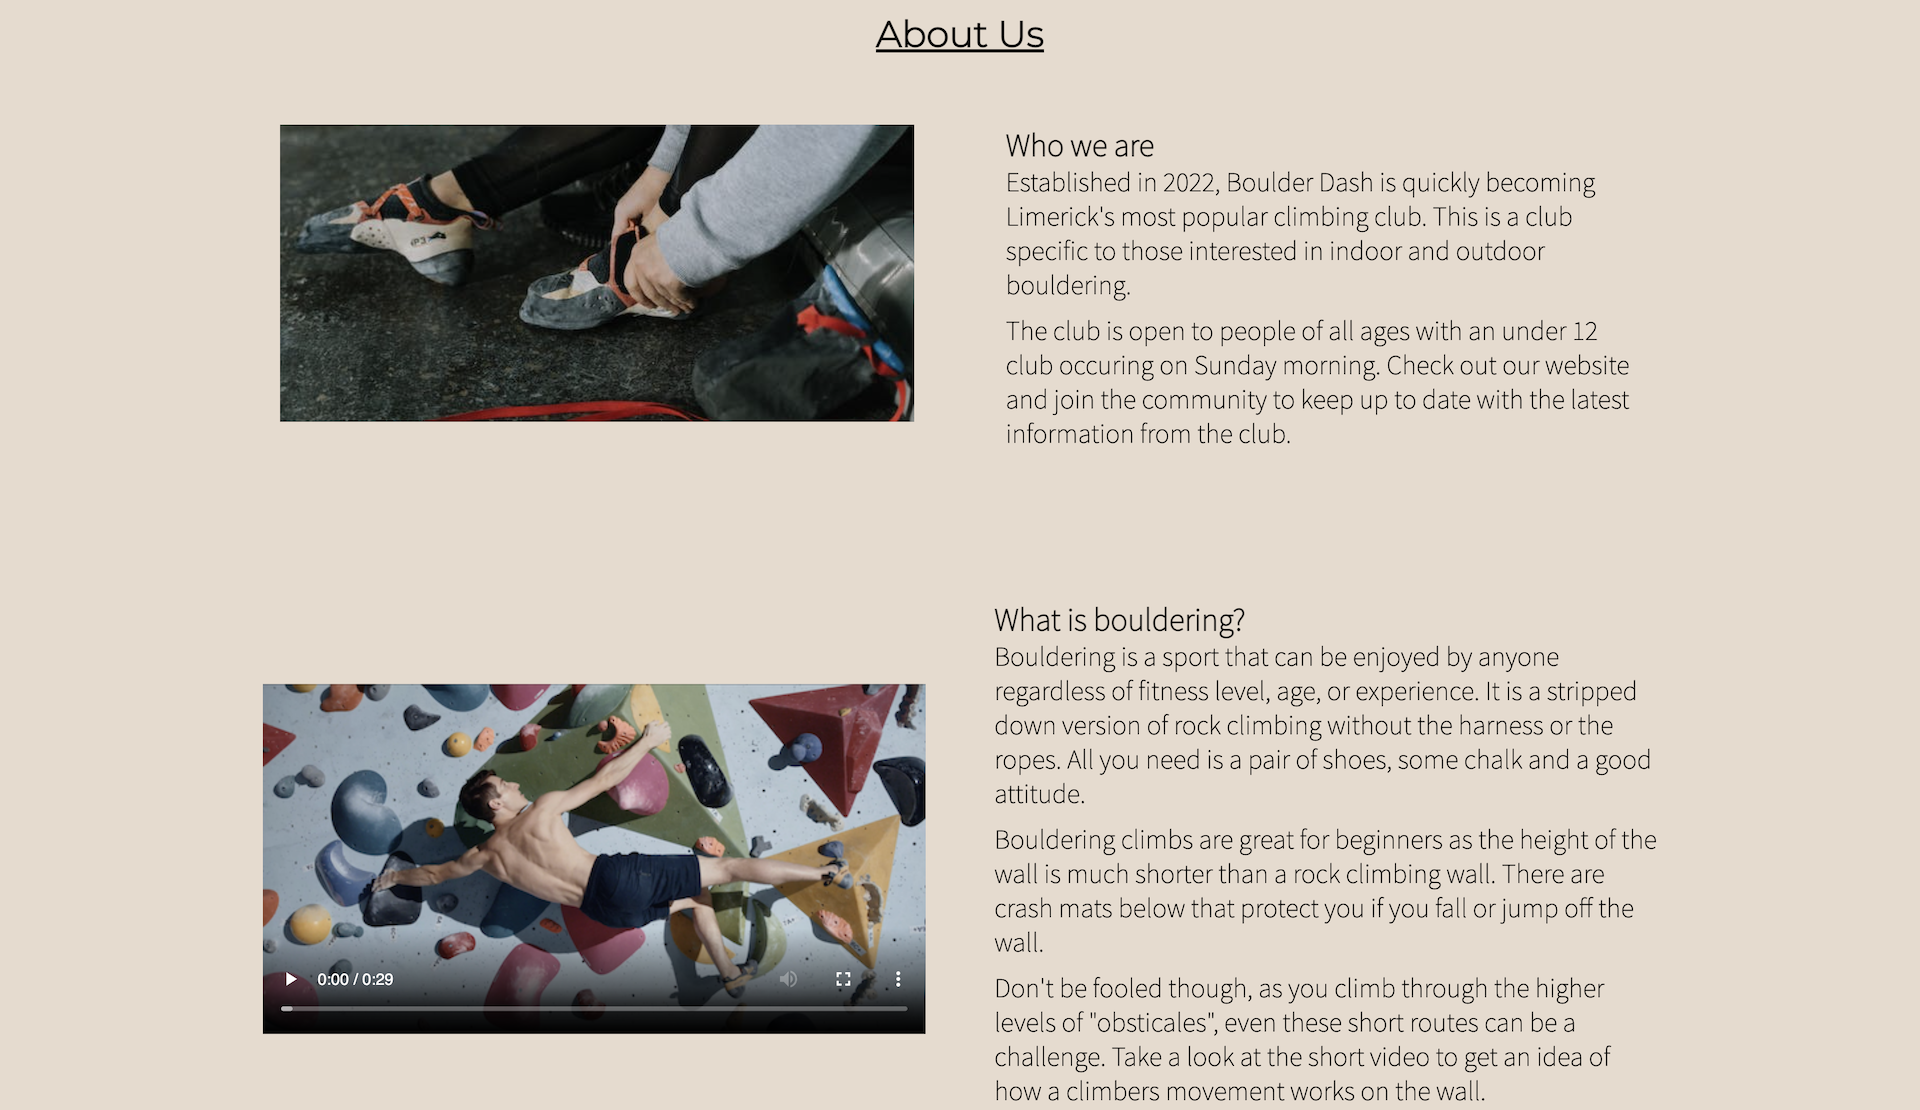 About Us
Who we are
Established in 2022, Boulder Dash is quickly becoming
Limerick's most popular climbing club. This is a club
specific to those interested in indoor and outdoor
bouldering.
The club is open to people of all ages with an under 12
club occuring on Sunday morning. Check out our website
and join the community to keep up to date with the latest
information from the club.
What is bouldering?
Bouldering is a sport that can be enjoyed by anyone
regardless of fitness level, age, or experience. It is a stripped
down version of rock climbing without the harness or the
ropes. All you need is a pair of shoes, some chalk and a good
attitude.
Bouldering climbs are great for beginners as the height of the
wall is much shorter than a rock climbing wall. There are
crash mats below that protect you if you fall or jump off the
wall.
Don't be fooled though, as you climb through the higher
levels of "obsticales", even these short routes can be a
challenge. Take a look at the short video to get an idea of
how a climbers movement works on the wall.
0:00 / 0:29